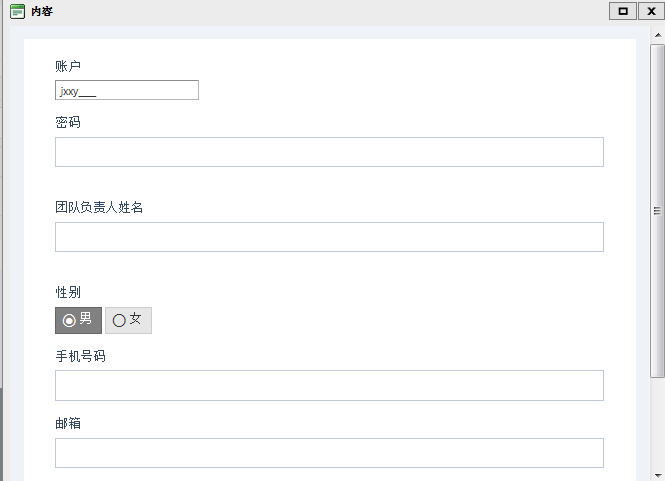 内容
账户
jxxy___
密码
团队负责人姓名
性别
男 女
手机号码
邮箱